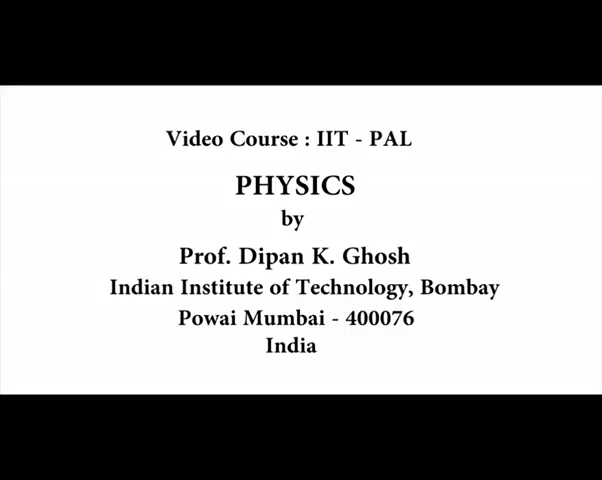 Video Course : IIT - PAL
PHYSICS
by
Prof. Dipan K. Ghosh
Indian Institute of Technology, Bombay
Powai Mumbai - 400076
India